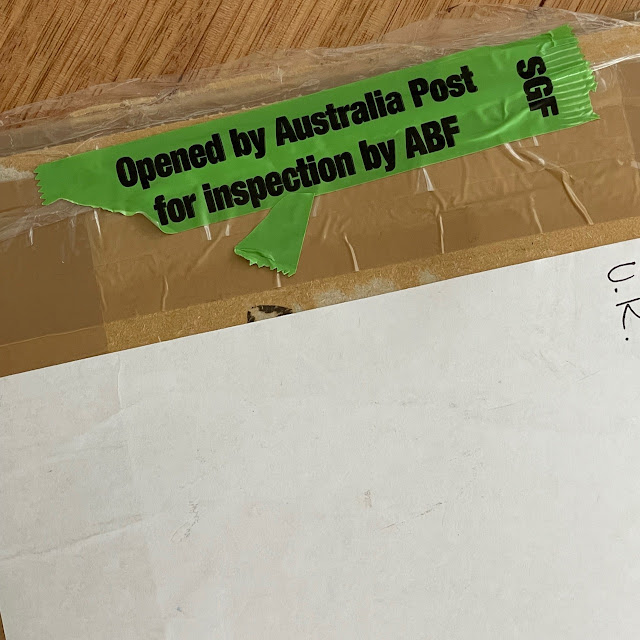 Opened by Australia Post
for inspection by ABF
SGF
U.K.